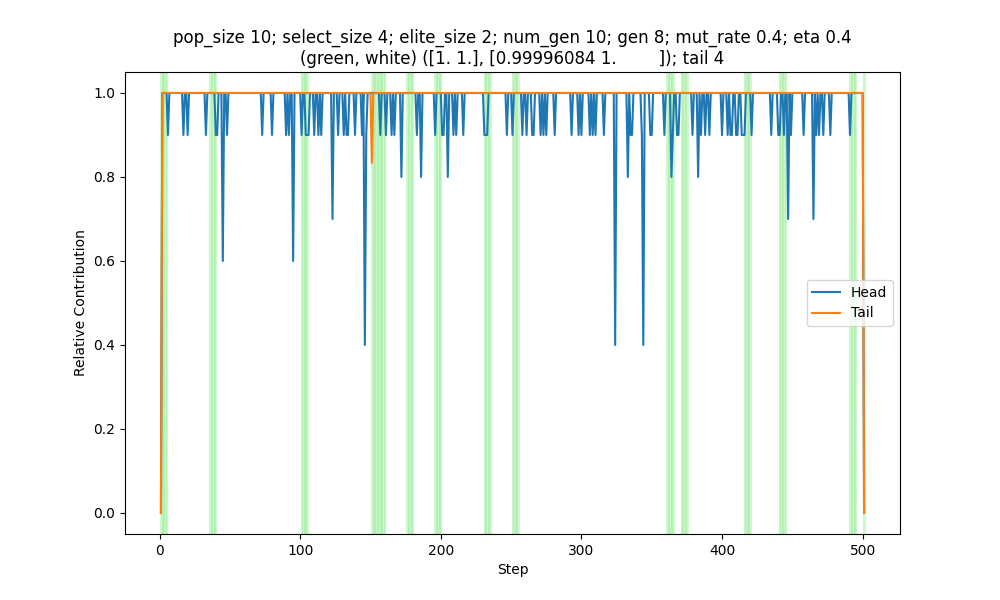 pop_size 10; select_size 4; elite_size 2; num_gen 10; gen 8; mut_rate 0.4; eta 0.4
(green, white) ([1. 1.], [0.99996084 1.         ]); tail 4
1.0
0.8
0.6
0.4
0.2
0.0
Relative Contribution
Head
Tail
0
100
200
300
400
500
Step